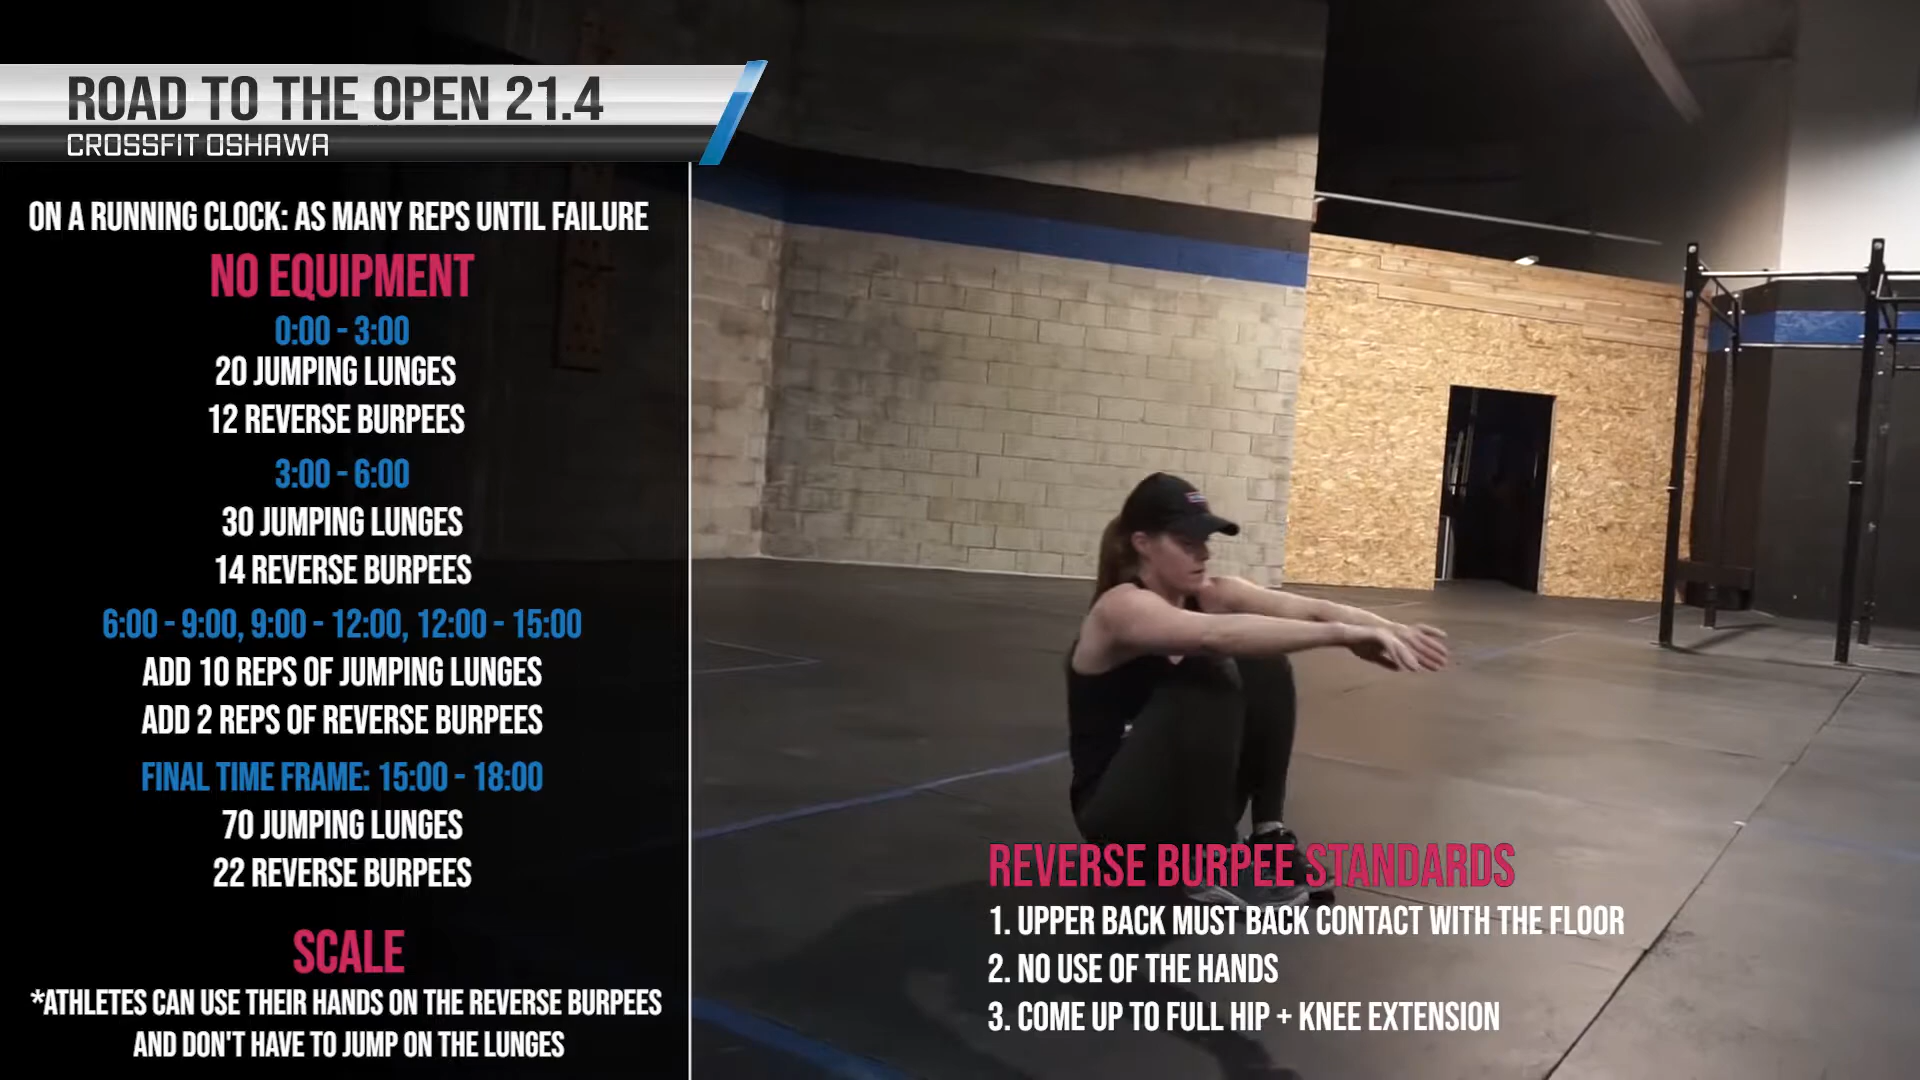 ROAD TO THE OPEN 21.4
CROSSFIT OSHAWA
ON A RUNNING CLOCK: AS MANY REPS UNTIL FAILURE
NO EQUIPMENT
0:00 - 3:00
20 JUMPING LUNGES
12 REVERSE BURPEES
3:00 - 6:00
30 JUMPING LUNGES
14 REVERSE BURPEES
6:00 - 9:00, 9:00 - 12:00, 12:00 - 15:00
ADD 10 REPS OF JUMPING LUNGES
ADD 2 REPS OF REVERSE BURPEES
FINAL TIME FRAME: 15:00 - 18:00
70 JUMPING LUNGES
22 REVERSE BURPEES
SCALE
*ATHLETES CAN USE THEIR HANDS ON THE REVERSE BURPEES
AND DON'T HAVE TO JUMP ON THE LUNGES
REVERSE BURPEE STANDARDS
1. UPPER BACK MUST BACK CONTACT WITH THE FLOOR
2. NO USE OF THE HANDS
3. COME UP TO FULL HIP + KNEE EXTENSION